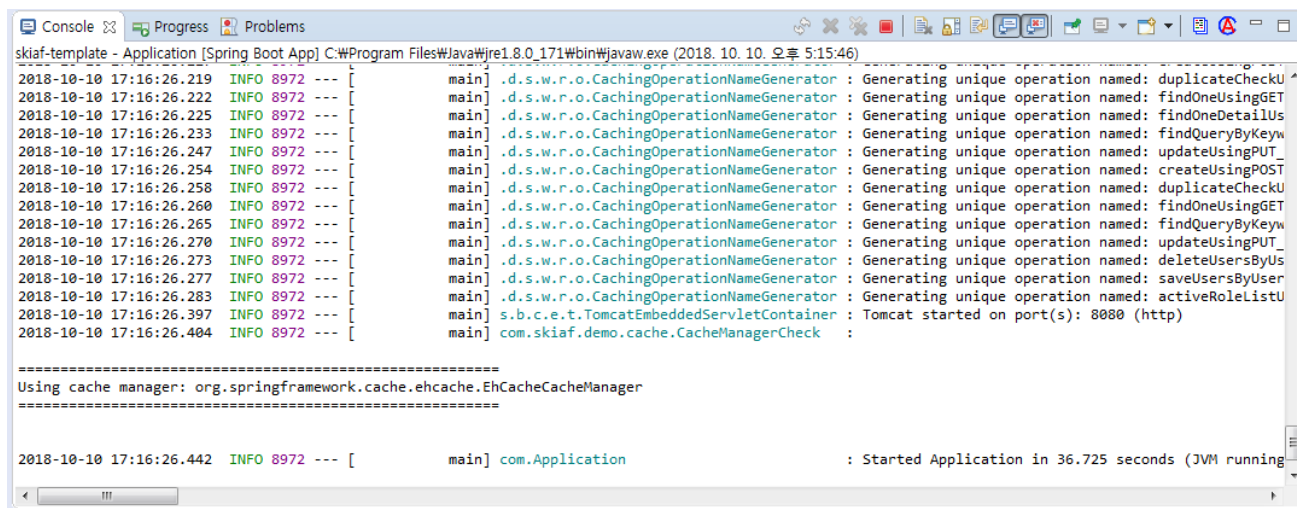 Console Progress Problems
skiaf-template - Application [Spring Boot App] C:₩Program Files₩Java₩jre1.8.0_171₩bin₩javaw.exe (2018. 10. 10. 오후 5:15:46)
2018-10-10 17:16:26.219 INFO 8972 --- [ main] .d.s.w.r.o.CachingOperationNameGenerator : Generating unique operation named: duplicateCheckU
2018-10-10 17:16:26.222 INFO 8972 --- [ main] .d.s.w.r.o.CachingOperationNameGenerator : Generating unique operation named: findOneUsingGET
2018-10-10 17:16:26.225 INFO 8972 --- [ main] .d.s.w.r.o.CachingOperationNameGenerator : Generating unique operation named: findOneDetailUs
2018-10-10 17:16:26.233 INFO 8972 --- [ main] .d.s.w.r.o.CachingOperationNameGenerator : Generating unique operation named: findQueryByKeyw
2018-10-10 17:16:26.247 INFO 8972 --- [ main] .d.s.w.r.o.CachingOperationNameGenerator : Generating unique operation named: updateUsingPUT_
2018-10-10 17:16:26.254 INFO 8972 --- [ main] .d.s.w.r.o.CachingOperationNameGenerator : Generating unique operation named: createUsingPOST
2018-10-10 17:16:26.258 INFO 8972 --- [ main] .d.s.w.r.o.CachingOperationNameGenerator : Generating unique operation named: duplicateCheckU
2018-10-10 17:16:26.260 INFO 8972 --- [ main] .d.s.w.r.o.CachingOperationNameGenerator : Generating unique operation named: findOneUsingGET
2018-10-10 17:16:26.265 INFO 8972 --- [ main] .d.s.w.r.o.CachingOperationNameGenerator : Generating unique operation named: findQueryByKeyw
2018-10-10 17:16:26.270 INFO 8972 --- [ main] .d.s.w.r.o.CachingOperationNameGenerator : Generating unique operation named: updateUsingPUT_
2018-10-10 17:16:26.273 INFO 8972 --- [ main] .d.s.w.r.o.CachingOperationNameGenerator : Generating unique operation named: deleteUsersByUs
2018-10-10 17:16:26.277 INFO 8972 --- [ main] .d.s.w.r.o.CachingOperationNameGenerator : Generating unique operation named: saveUsersByUser
2018-10-10 17:16:26.283 INFO 8972 --- [ main] .d.s.w.r.o.CachingOperationNameGenerator : Generating unique operation named: activeRoleListU
2018-10-10 17:16:26.397 INFO 8972 --- [ main] s.b.c.e.t.TomcatEmbeddedServletContainer : Tomcat started on port(s): 8080 (http)
2018-10-10 17:16:26.404 INFO 8972 --- [ main] com.skiaf.demo.cache.CacheManagerCheck :
=========================================================
Using cache manager: org.springframework.cache.ehcache.EhCacheCacheManager
=========================================================
2018-10-10 17:16:26.442 INFO 8972 --- [ main] com.Application : Started Application in 36.725 seconds (JVM running